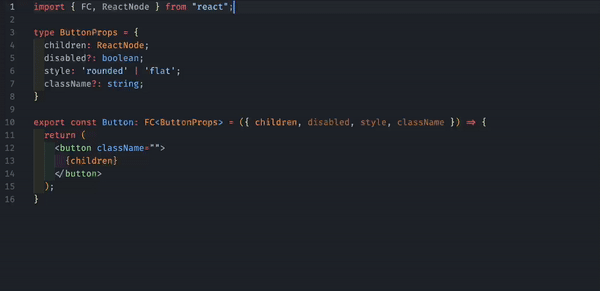 1 import { FC, ReactNode } from "react";
2
3 type ButtonProps = {
4   children: ReactNode;
5   disabled?: boolean;
6   style: 'rounded' | 'flat';
7   className?: string;
8 }
9
10 export const Button: FC<ButtonProps> = ({ children, disabled, style, className }) => {
11   return (
12     <button className="">
13       {children}
14     </button>
15   );
16 }